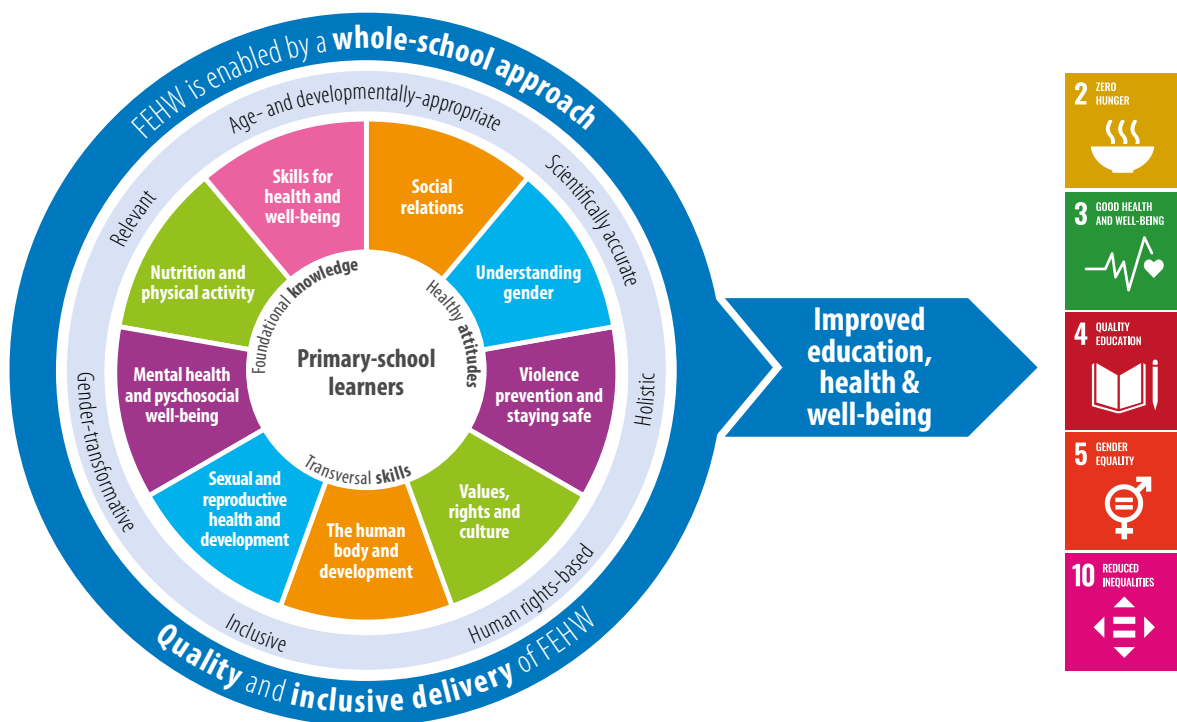 FEHW is enabled by a whole-school approach
Age- and developmentally-appropriate
Scientifically accurate
Holistic
Human rights-based
Inclusive
Gender-transformative
Relevant
Skills for
health and
well-being
Social
relations
Understanding
gender
Violence
prevention and
staying safe
Values,
rights and
culture
The human
body and
development
Sexual and
reproductive
health and
development
Mental health
and pyschosocial
well-being
Nutrition and
physical activity
Foundational knowledge
Healthy attitudes
Transversal skills
Primary-school
learners
Quality and inclusive delivery of FEHW
Improved
education,
health &
well-being
2 ZERO
HUNGER
3 GOOD HEALTH
AND WELL-BEING
4 QUALITY
EDUCATION
5 GENDER
EQUALITY
10 REDUCED
INEQUALITIES